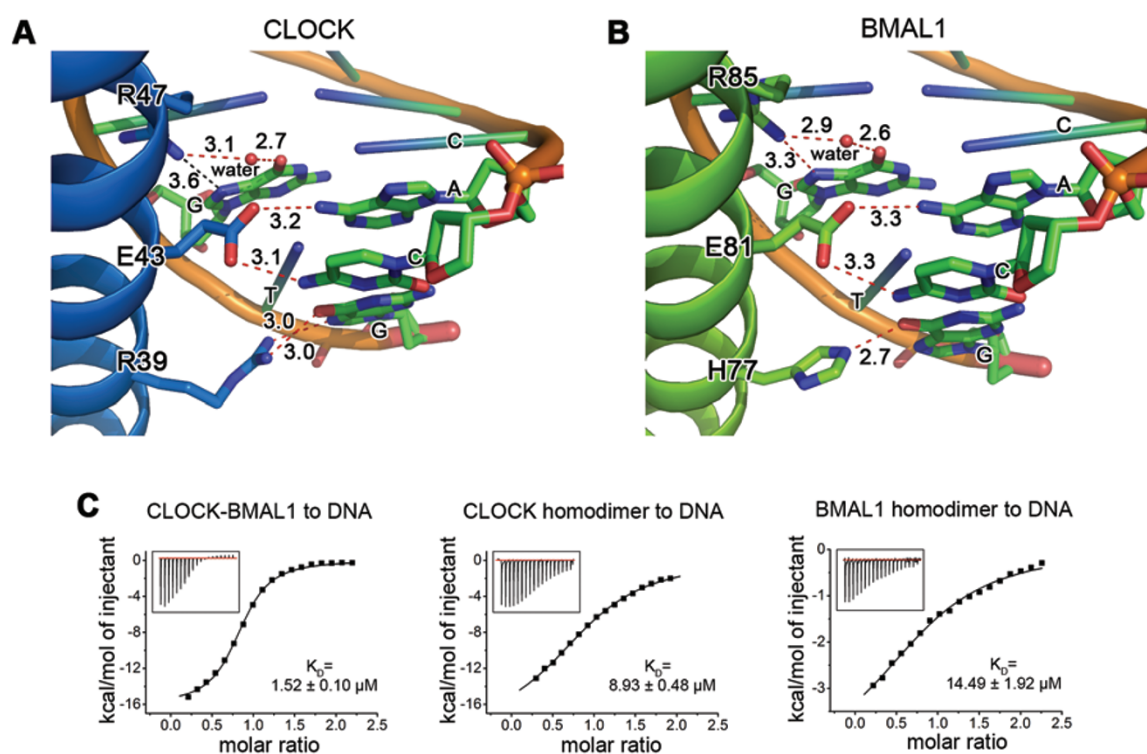 A
CLOCK
R47
3.1
2.7
water
C
3.6
G
A
3.2
E43
3.1
C
T
3.0
G
3.0
R39
B
BMAL1
R85
2.9
2.6
water
C
3.3
G
A
3.3
E81
3.3
C
T
G
2.7
H77
C
CLOCK-BMAL1 to DNA
kcal/mol of injectant
0
-4
-8
-12
-16
K_D=
1.52 ± 0.10 µM
0.0 0.5 1.0 1.5 2.0 2.5
molar ratio
CLOCK homodimer to DNA
kcal/mol of injectant
0
-4
-8
-12
-16
K_D=
8.93 ± 0.48 µM
0.0 0.5 1.0 1.5 2.0 2.5
molar ratio
BMAL1 homodimer to DNA
kcal/mol of injectant
0
-1
-2
-3
K_D=
14.49 ± 1.92 µM
0.0 0.5 1.0 1.5 2.0 2.5
molar ratio